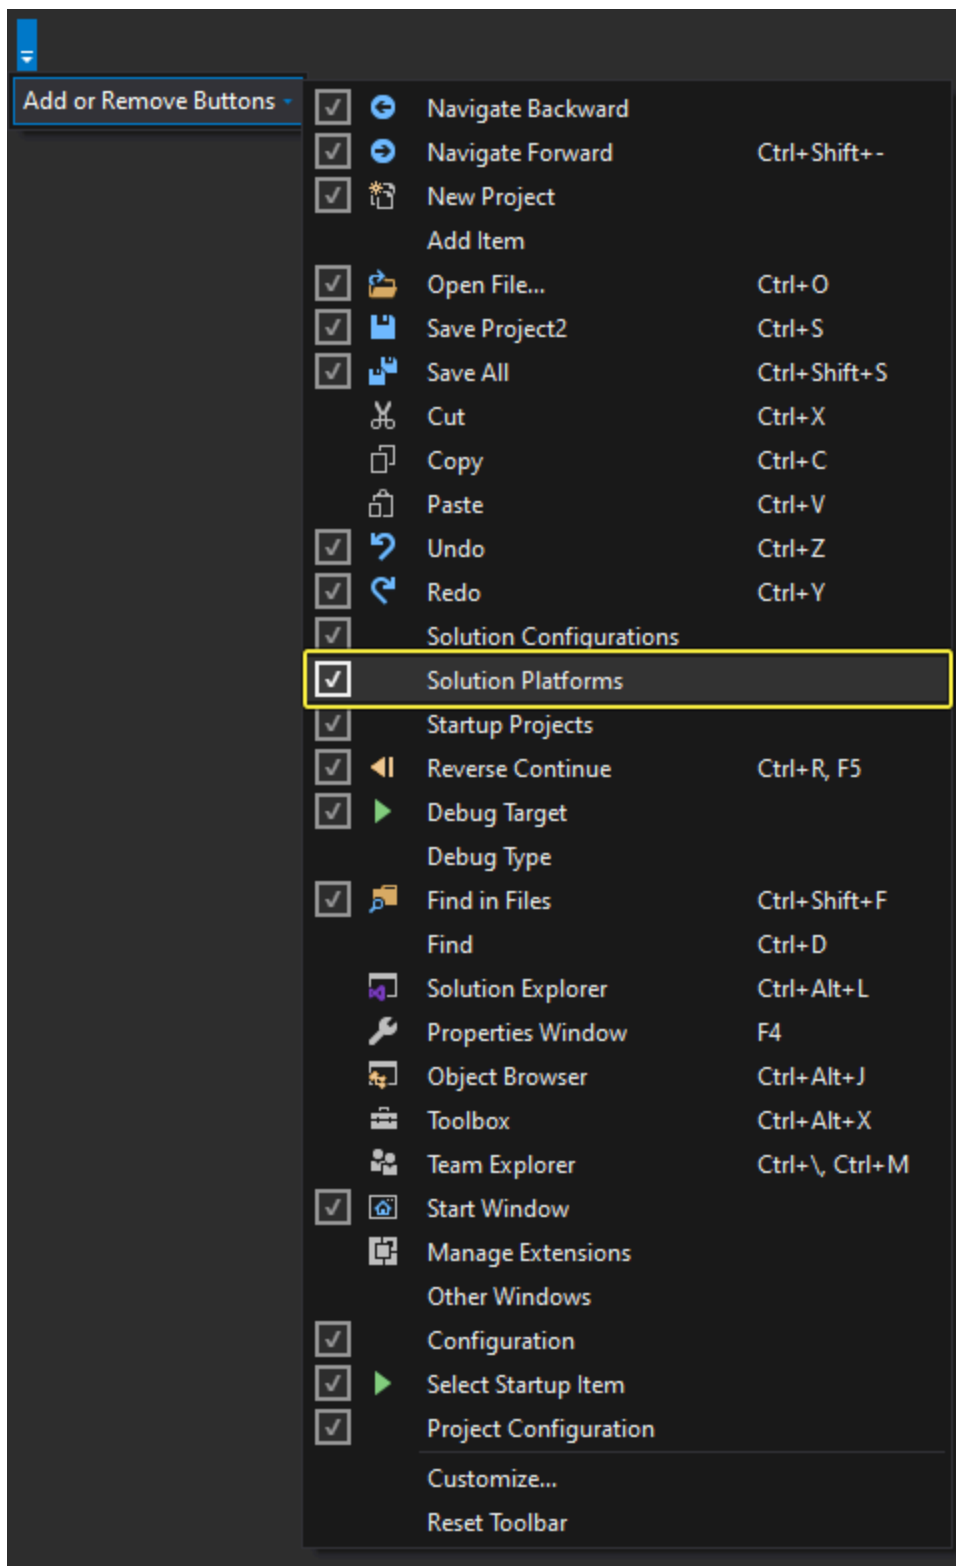 Add or Remove Buttons
Navigate Backward
Navigate Forward Ctrl+Shift+-
New Project
Add Item
Open File... Ctrl+O
Save Project2 Ctrl+S
Save All Ctrl+Shift+S
Cut Ctrl+X
Copy Ctrl+C
Paste Ctrl+V
Undo Ctrl+Z
Redo Ctrl+Y
Solution Configurations
Solution Platforms
Startup Projects
Reverse Continue Ctrl+R, F5
Debug Target
Debug Type
Find in Files Ctrl+Shift+F
Find Ctrl+D
Solution Explorer Ctrl+Alt+L
Properties Window F4
Object Browser Ctrl+Alt+J
Toolbox Ctrl+Alt+X
Team Explorer Ctrl+\, Ctrl+M
Start Window
Manage Extensions
Other Windows
Configuration
Select Startup Item
Project Configuration
Customize...
Reset Toolbar